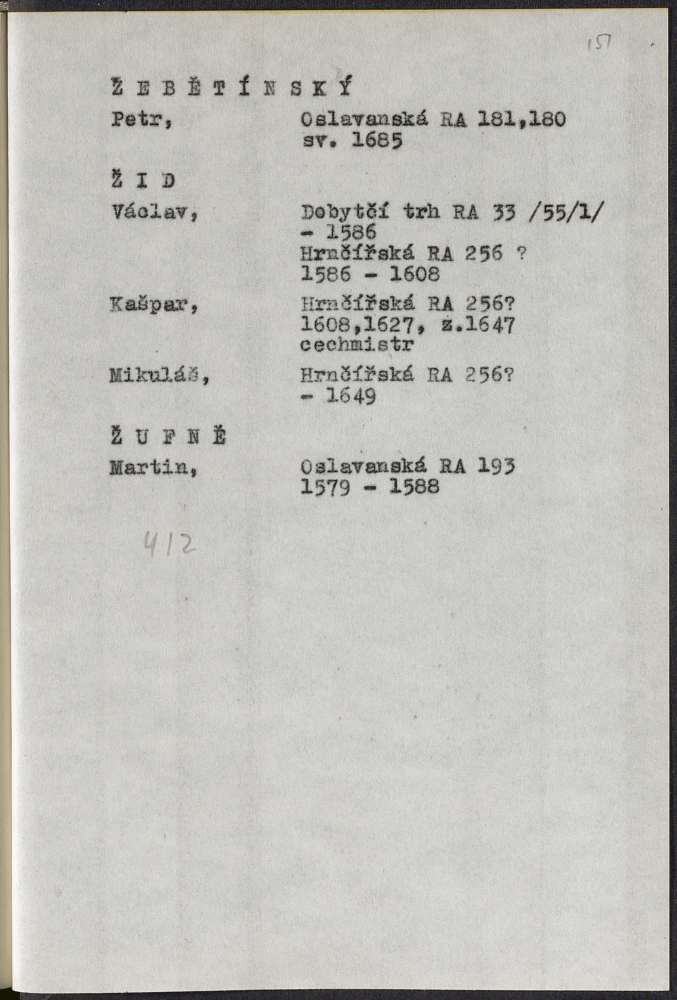 151
Ž E B Ě T Í N S K Ý
Petr, Oslavanská RA 181,180
sv. 1685
Ž I D
Václav, Dobytčí trh RA 33 /55/1/
- 1586
Hrnčířská RA 256 ?
1586 - 1608
Kašpar, Hrnčířská RA 256?
1608,1627, z.1647
cechmistr
Mikuláš, Hrnčířská RA 256?
- 1649
Ž U F N Ě
Martin, Oslavanská RA 193
1579 - 1588
412